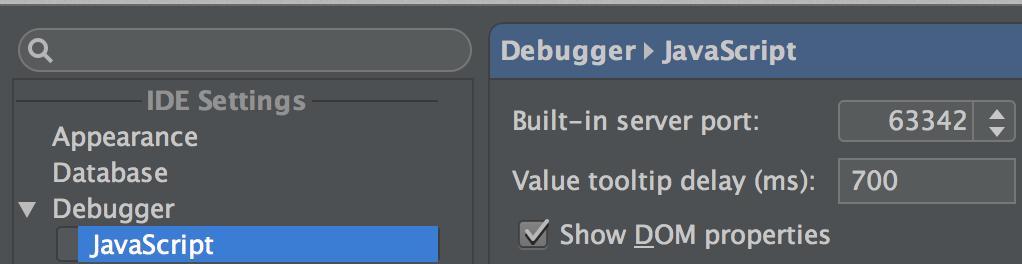 IDE Settings
Appearance
Database
Debugger
JavaScript
Debugger ▸ JavaScript
Built-in server port: 63342
Value tooltip delay (ms): 700
Show DOM properties